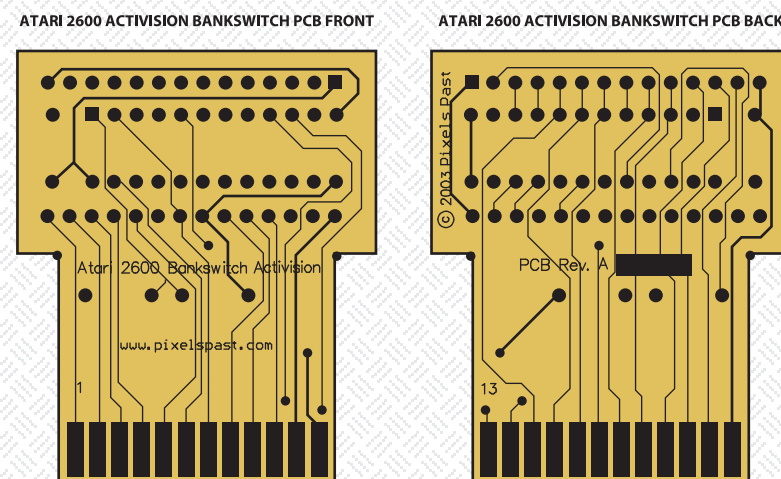 ATARI 2600 ACTIVISION BANKSWITCH PCB FRONT
Atari 2600 Bankswitch Activision
www.pixelspast.com
1
ATARI 2600 ACTIVISION BANKSWITCH PCB BACK
© 2003 Pixels Past
PCB Rev. A
13